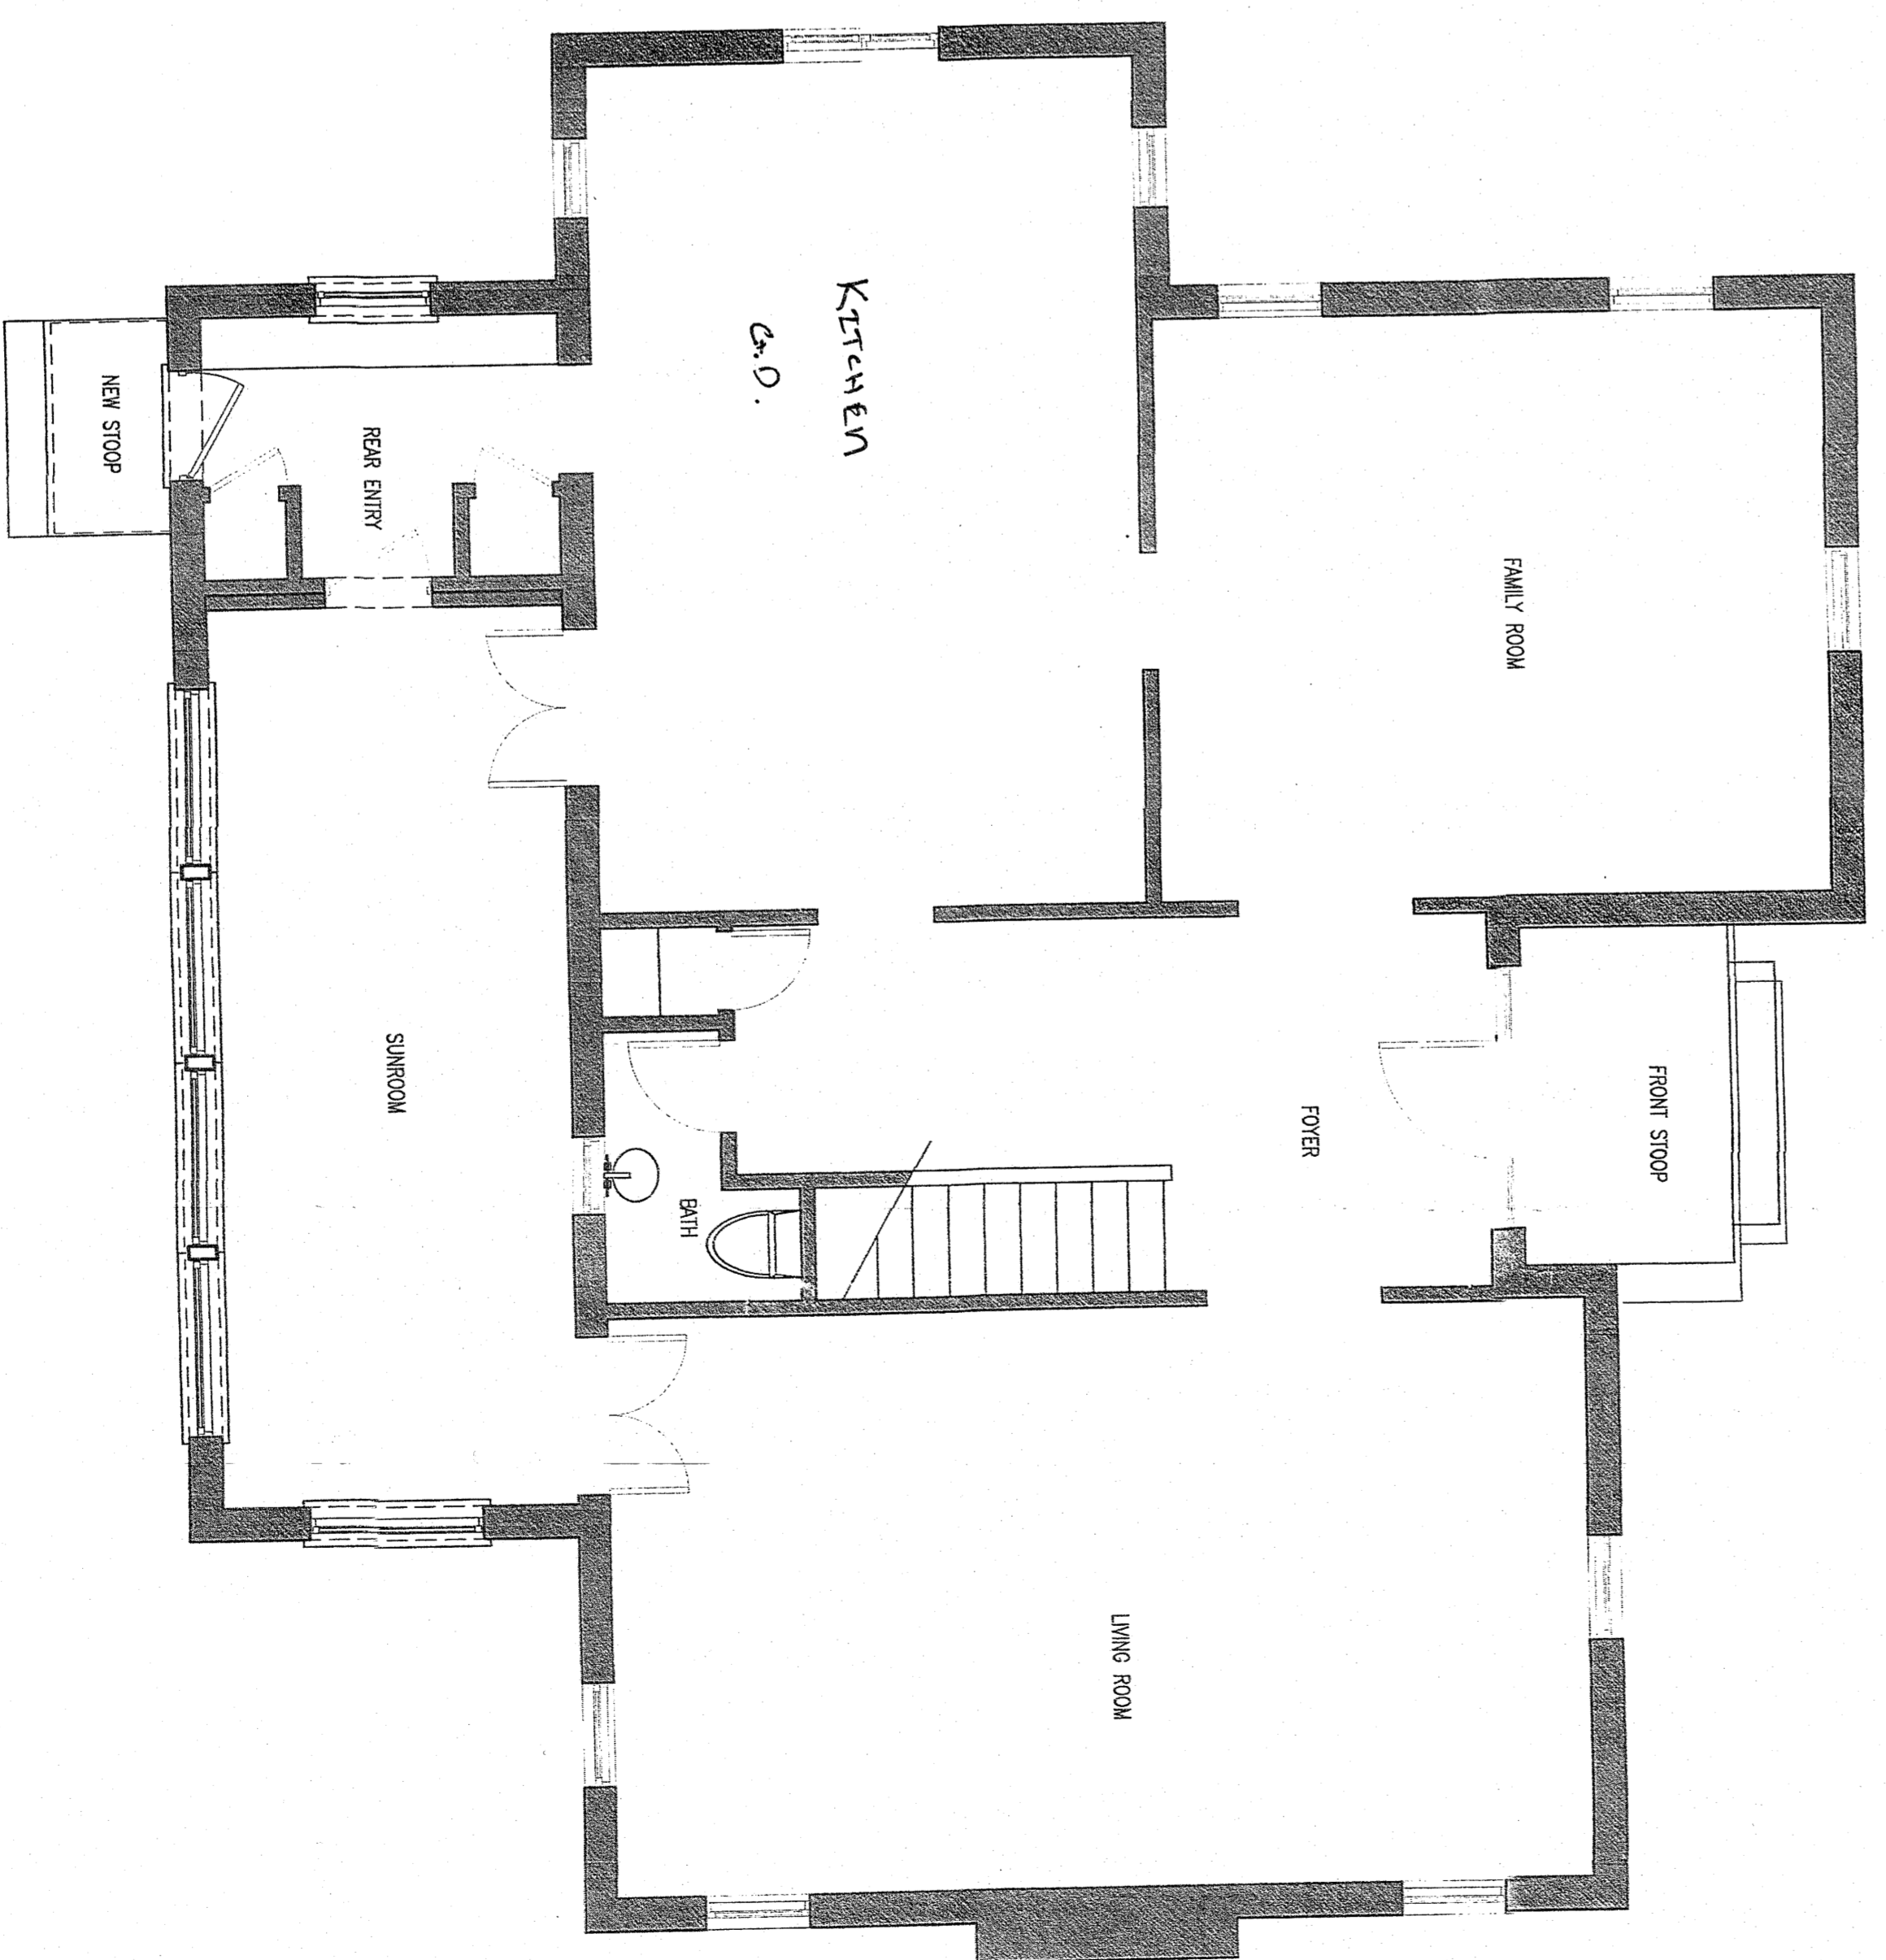 KITCHEN
G.D.
NEW STOOP
REAR ENTRY
FAMILY ROOM
SUNROOM
BATH
FOYER
FRONT STOOP
LIVING ROOM